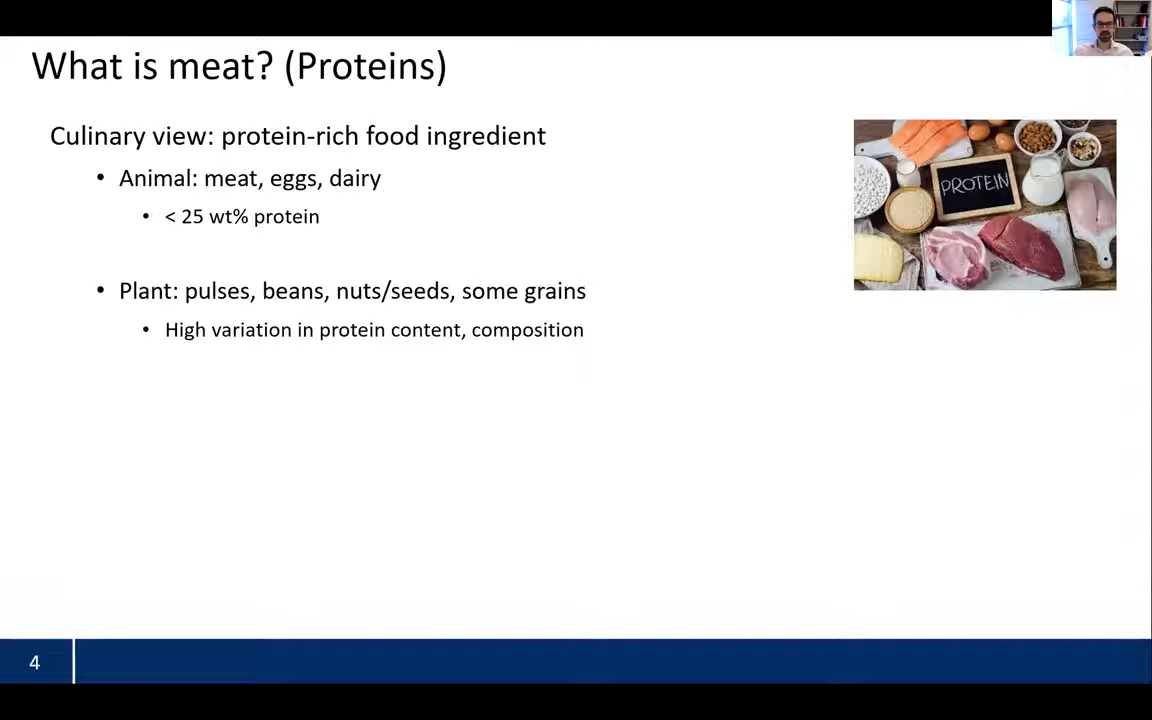 What is meat? (Proteins)
Culinary view: protein-rich food ingredient
• Animal: meat, eggs, dairy
• < 25 wt% protein
• Plant: pulses, beans, nuts/seeds, some grains
• High variation in protein content, composition
PROTEIN
4